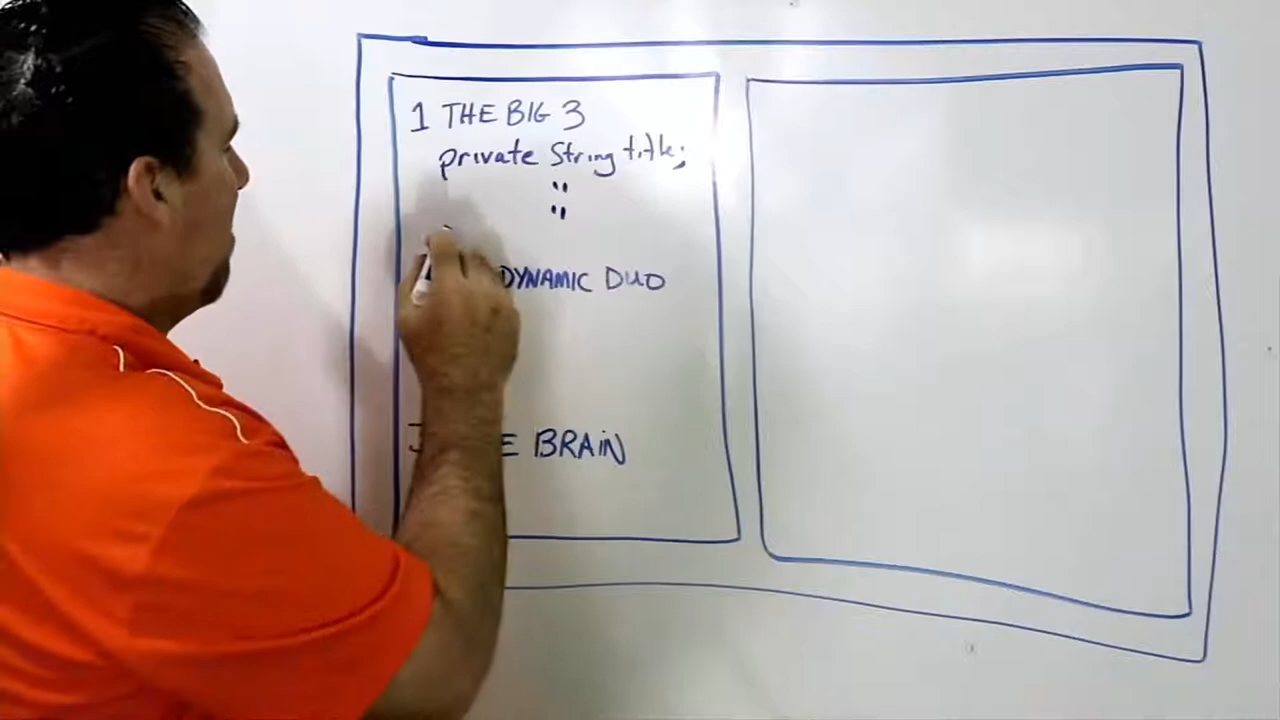 1 THE BIG 3
private String title;
"
"
DYNAMIC DUO
BRAiN